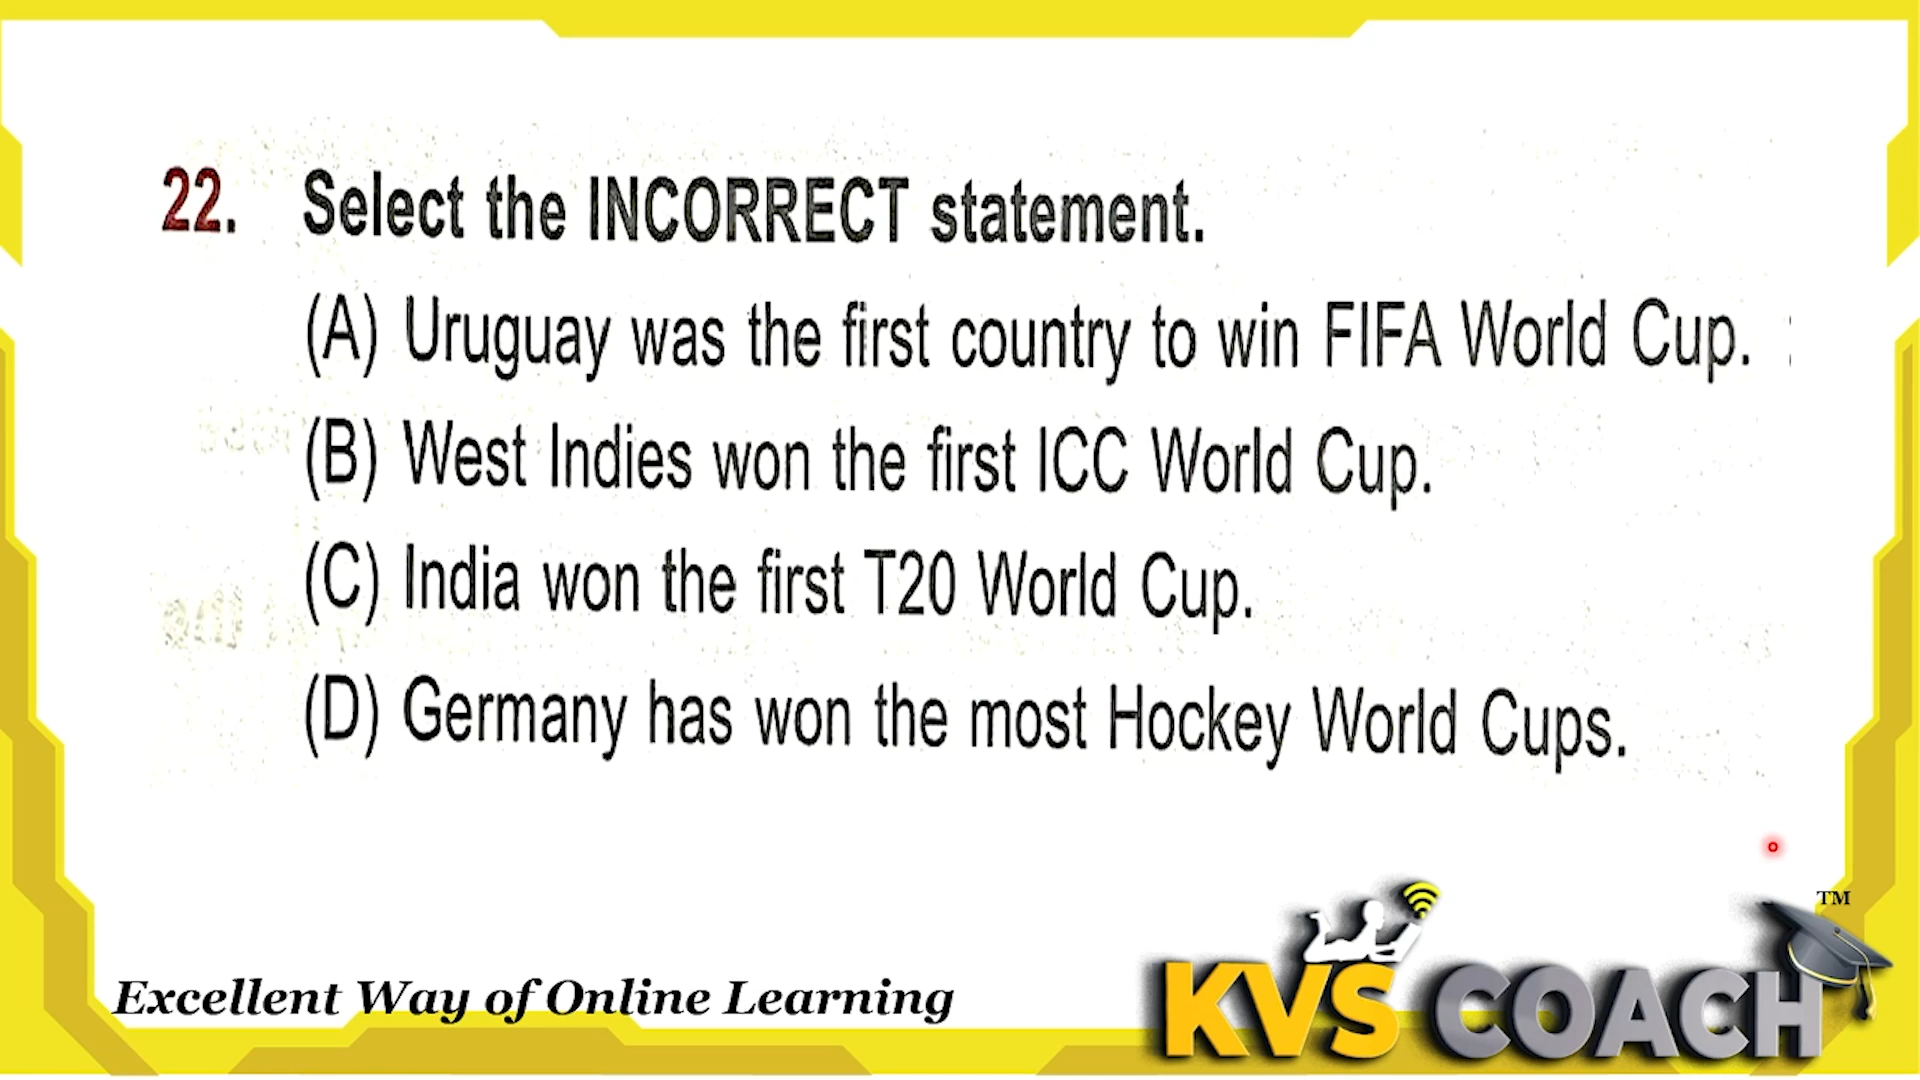 22. Select the INCORRECT statement.
(A) Uruguay was the first country to win FIFA World Cup.
(B) West Indies won the first ICC World Cup.
(C) India won the first T20 World Cup.
(D) Germany has won the most Hockey World Cups.
TM
Excellent Way of Online Learning
KVS COACH